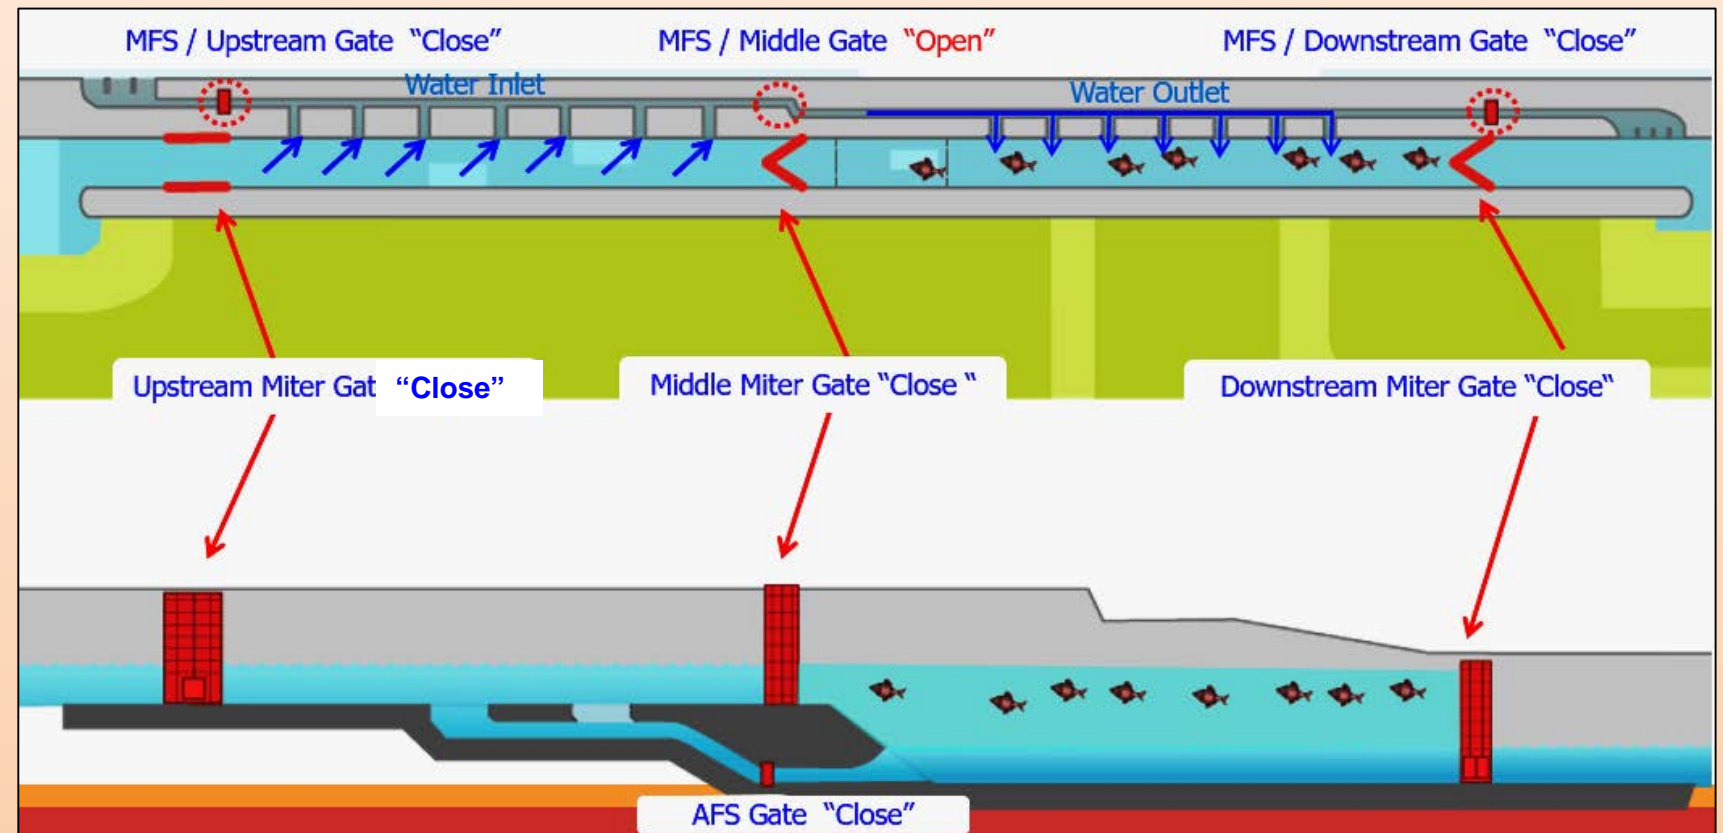 MFS / Upstream Gate “Close”
MFS / Middle Gate “Open”
MFS / Downstream Gate “Close”
Water Inlet
Water Outlet
Upstream Miter Gat “Close”
Middle Miter Gate “Close “
Downstream Miter Gate “Close“
AFS Gate “Close”